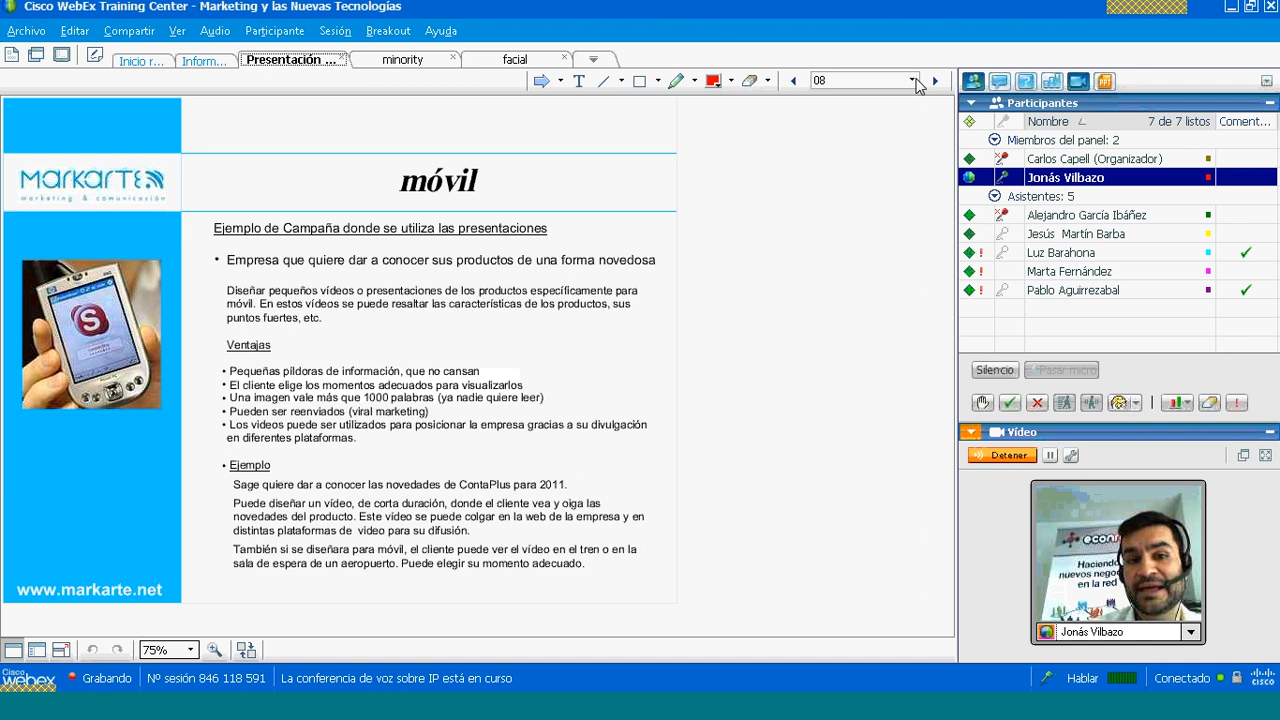 Cisco WebEx Training Center - Marketing y las Nuevas Tecnologías
Archivo Editar Compartir Ver Audio Participante Sesión Breakout Ayuda
Inicio r... Inform... Presentación ... minority facial
T 08
MARKARTE
marketing & comunicación
móvil
Ejemplo de Campaña donde se utiliza las presentaciones
• Empresa que quiere dar a conocer sus productos de una forma novedosa
Diseñar pequeños vídeos o presentaciones de los productos específicamente para
móvil. En estos vídeos se puede resaltar las características de los productos, sus
puntos fuertes, etc.
Ventajas
• Pequeñas píldoras de información, que no cansan
• El cliente elige los momentos adecuados para visualizarlos
• Una imagen vale más que 1000 palabras (ya nadie quiere leer)
• Pueden ser reenviados (viral marketing)
• Los videos puede ser utilizados para posicionar la empresa gracias a su divulgación
en diferentes plataformas.
• Ejemplo
Sage quiere dar a conocer las novedades de ContaPlus para 2011.
Puede diseñar un vídeo, de corta duración, donde el cliente vea y oiga las
novedades del producto. Este vídeo se puede colgar en la web de la empresa y en
distintas plataformas de video para su difusión.
También si se diseñara para móvil, el cliente puede ver el vídeo en el tren o en la
sala de espera de un aeropuerto. Puede elegir su momento adecuado.
www.markarte.net
Participantes
Nombre 7 de 7 listos Coment...
Miembros del panel: 2
Carlos Capell (Organizador)
Jonás Vilbazo
Asistentes: 5
Alejandro García Ibáñez
Jesús Martín Barba
Luz Barahona
Marta Fernández
Pablo Aguirrezabal
Silencio Pasar micro
Vídeo
Detener
Haciendo
nuevos nego
en la red
Jonás Vilbazo
75%
Cisco webex Grabando Nº sesión 846 118 591 La conferencia de voz sobre IP está en curso Hablar Conectado cisco